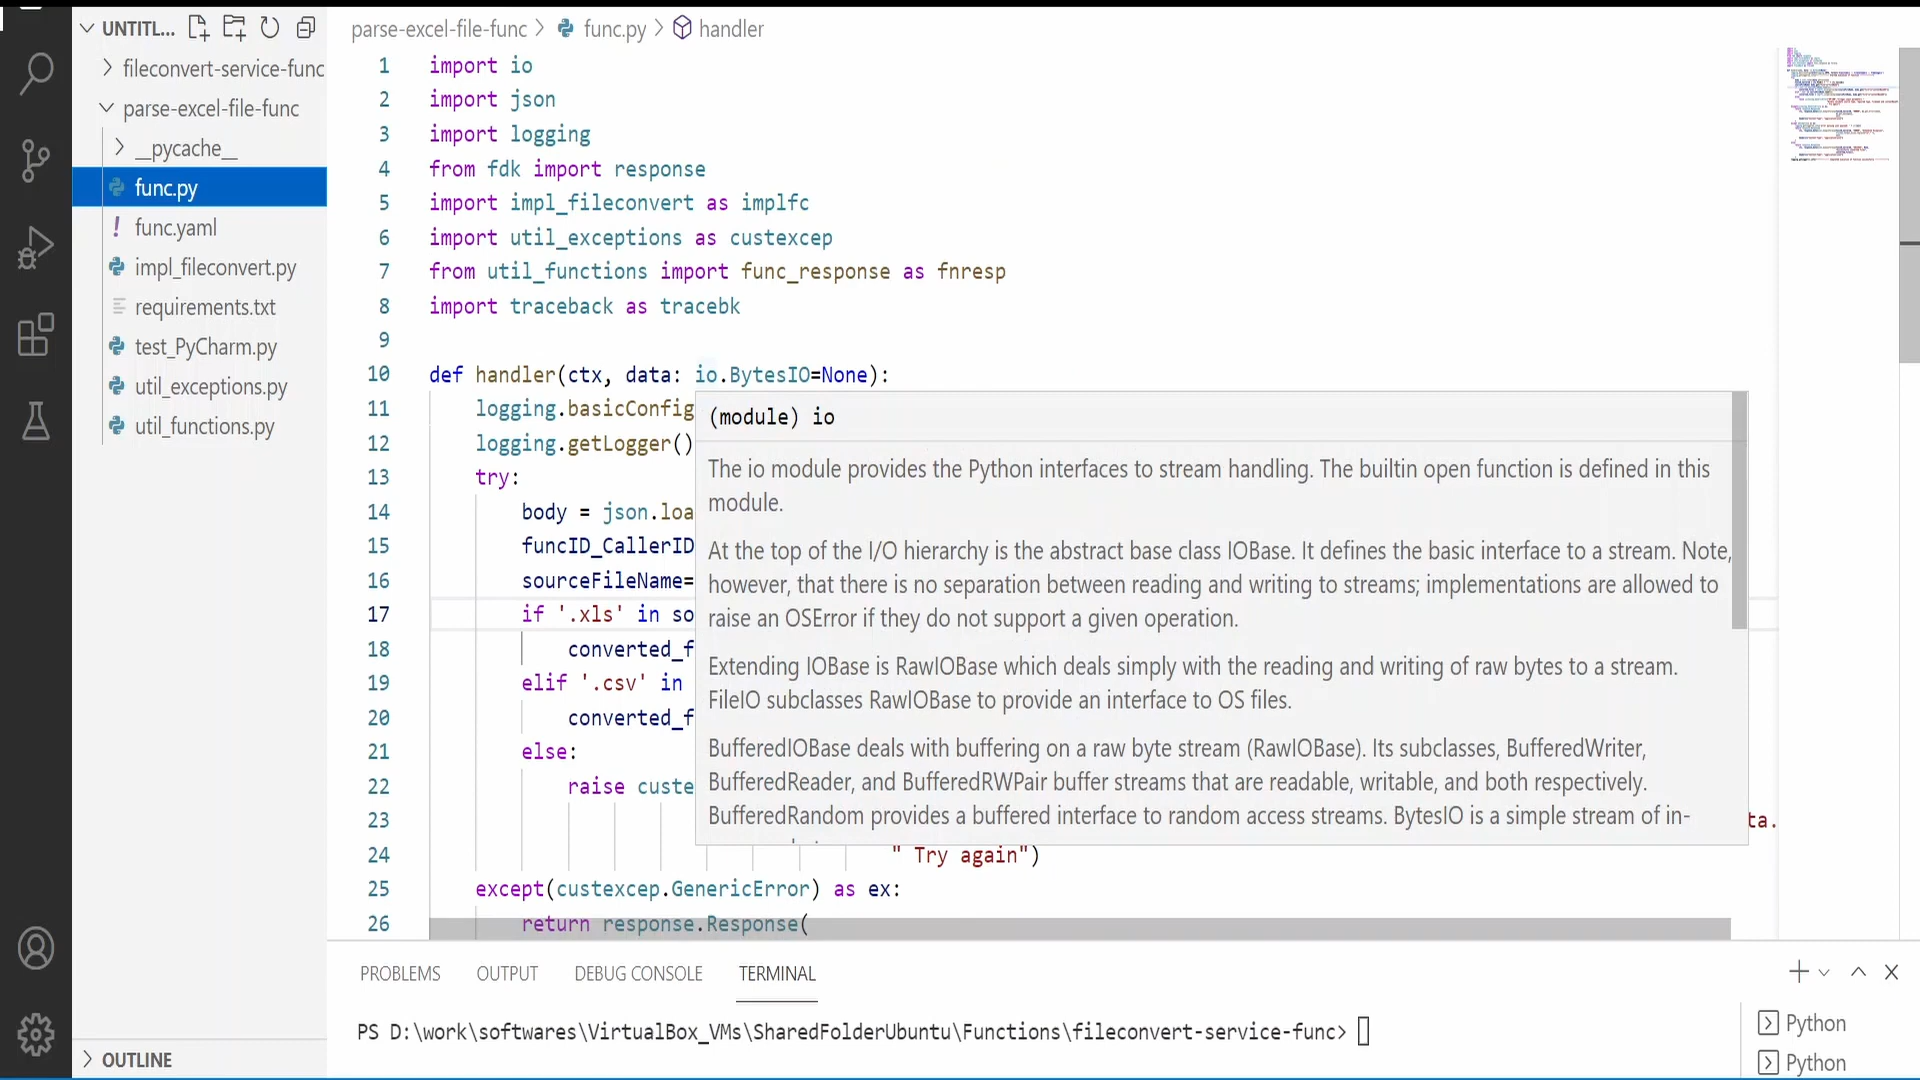 UNTITL...
fileconvert-service-func
parse-excel-file-func
__pycache__
func.py
! func.yaml
impl_fileconvert.py
requirements.txt
test_PyCharm.py
util_exceptions.py
util_functions.py
OUTLINE
parse-excel-file-func > func.py > handler
1 import io
2 import json
3 import logging
4 from fdk import response
5 import impl_fileconvert as implfc
6 import util_exceptions as custexcep
7 from util_functions import func_response as fnresp
8 import traceback as tracebk
9
10 def handler(ctx, data: io.BytesIO=None):
11 logging.basicConfig
12 logging.getLogger()
13 try:
14 body = json.loa
15 funcID_CallerID
16 sourceFileName=
17 if '.xls' in so
18 converted_f
19 elif '.csv' in
20 converted_f
21 else:
22 raise custe
23 ta.
24 " Try again")
25 except(custexcep.GenericError) as ex:
26 return response.Response(
(module) io
The io module provides the Python interfaces to stream handling. The builtin open function is defined in this
module.
At the top of the I/O hierarchy is the abstract base class IOBase. It defines the basic interface to a stream. Note,
however, that there is no separation between reading and writing to streams; implementations are allowed to
raise an OSError if they do not support a given operation.
Extending IOBase is RawIOBase which deals simply with the reading and writing of raw bytes to a stream.
FileIO subclasses RawIOBase to provide an interface to OS files.
BufferedIOBase deals with buffering on a raw byte stream (RawIOBase). Its subclasses, BufferedWriter,
BufferedReader, and BufferedRWPair buffer streams that are readable, writable, and both respectively.
BufferedRandom provides a buffered interface to random access streams. BytesIO is a simple stream of in-
PROBLEMS OUTPUT DEBUG CONSOLE TERMINAL
PS D:\work\softwares\VirtualBox_VMs\SharedFolderUbuntu\Functions\fileconvert-service-func>
Python
Python